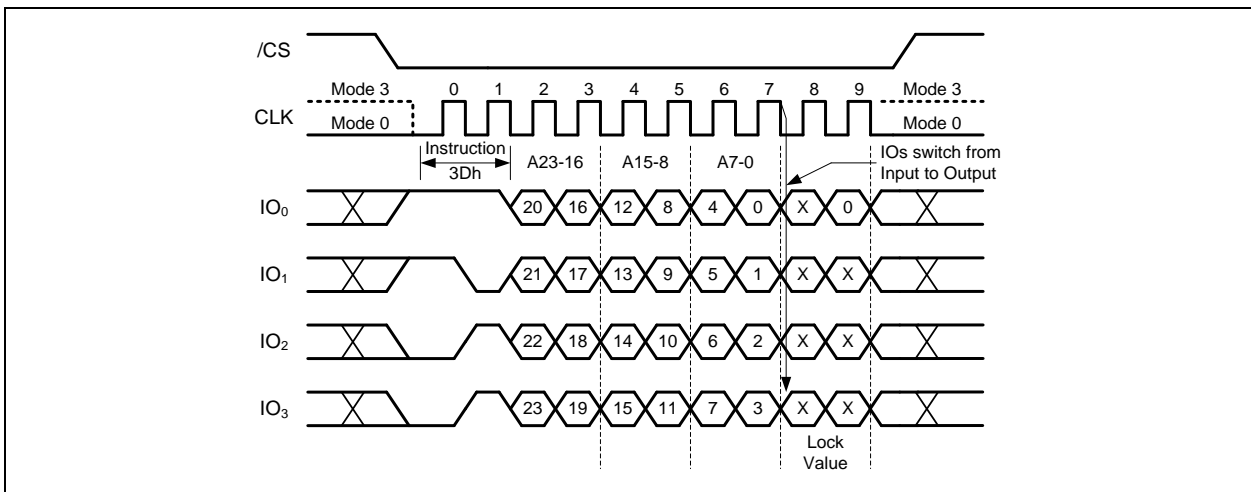 /CS
Mode 3 0 1 2 3 4 5 6 7 8 9 Mode 3
CLK
Mode 0 Mode 0
Instruction
3Dh
A23-16 A15-8 A7-0
IOs switch from
Input to Output
IO₀ 20 16 12 8 4 0 X 0
IO₁ 21 17 13 9 5 1 X X
IO₂ 22 18 14 10 6 2 X X
IO₃ 23 19 15 11 7 3 X X
Lock
Value